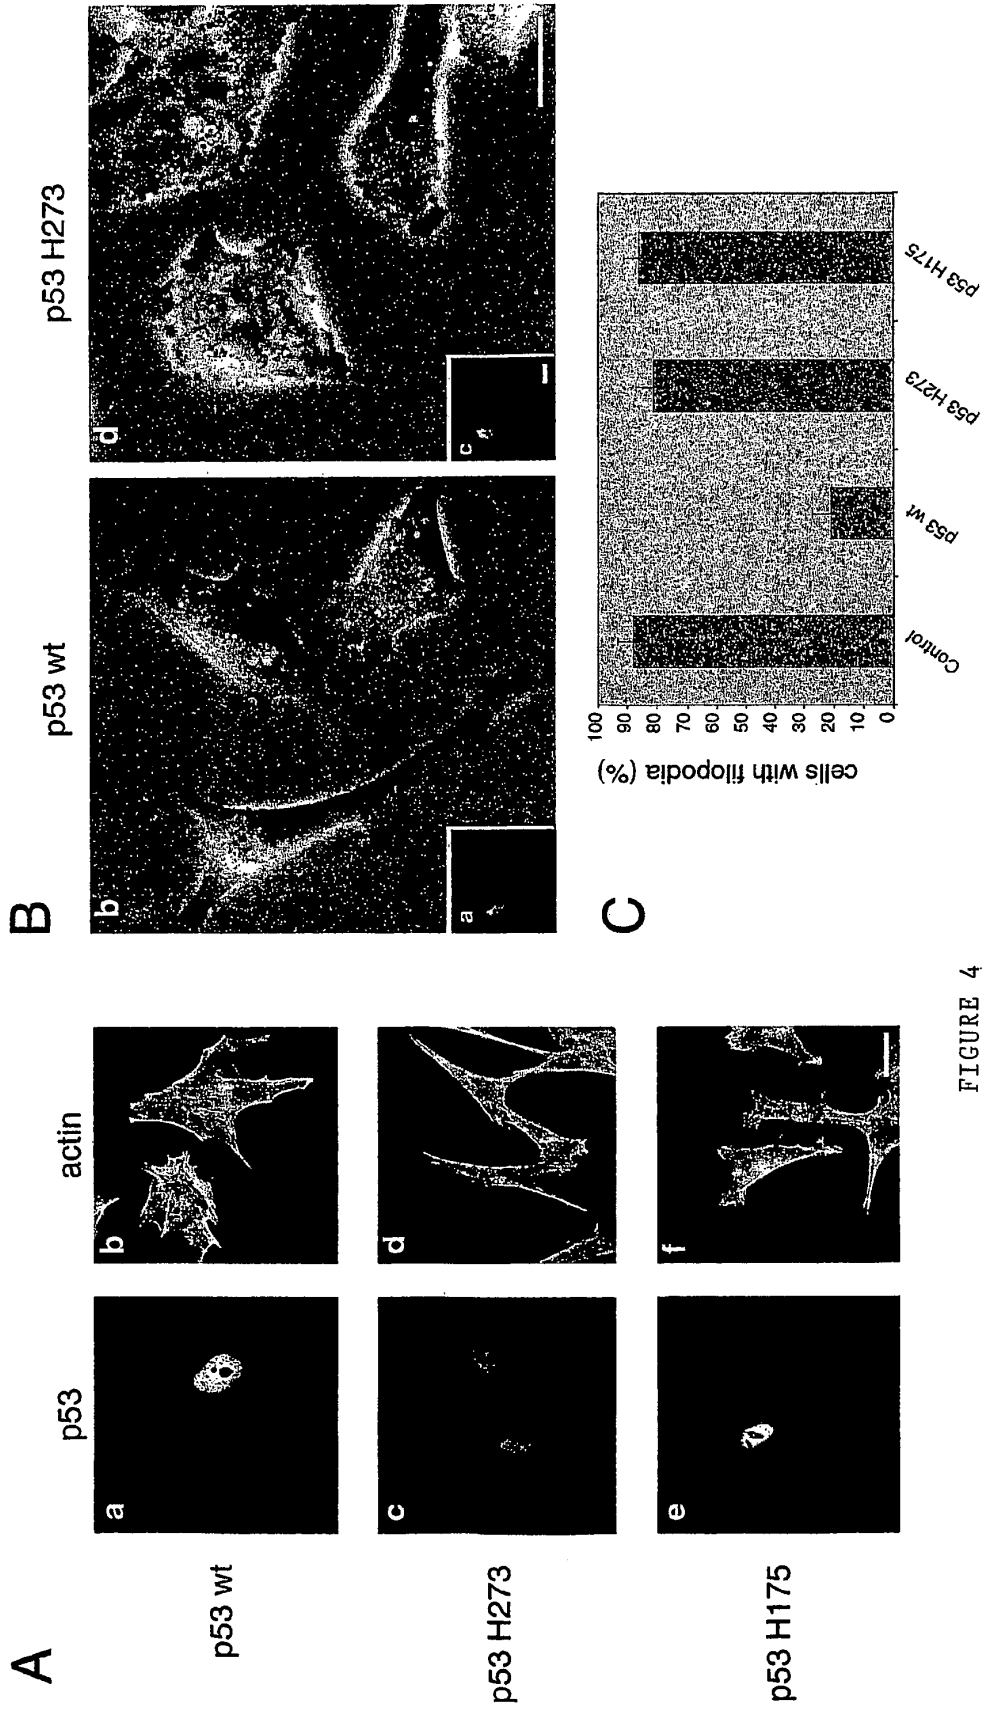 A
p53
actin
p53 wt
a
b
p53 H273
c
d
p53 H175
e
f
B
p53 wt
p53 H273
b
a
d
c
C
cells with filopodia (%)
100
90
80
70
60
50
40
30
20
10
0
Control
p53 wt
p53 H273
p53 H175
FIGURE 4